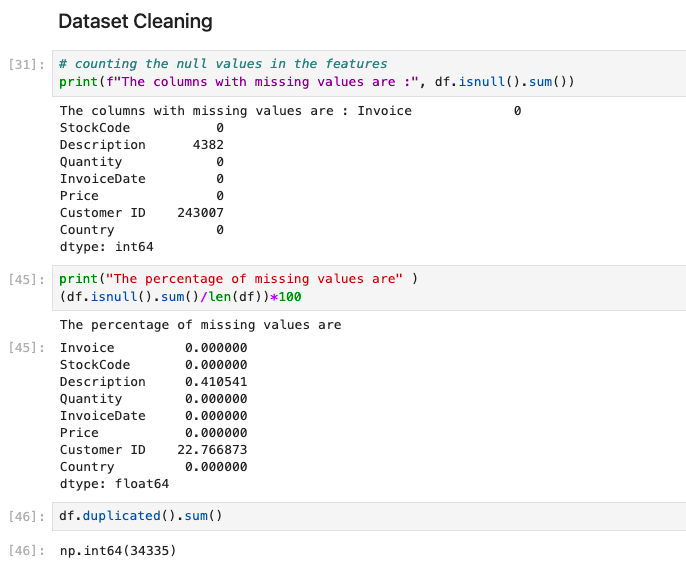 Dataset Cleaning
[31]: # counting the null values in the features
print(f"The columns with missing values are :", df.isnull().sum())
The columns with missing values are : Invoice             0
StockCode           0
Description      4382
Quantity            0
InvoiceDate         0
Price               0
Customer ID    243007
Country             0
dtype: int64
[45]: print("The percentage of missing values are" )
(df.isnull().sum()/len(df))*100
The percentage of missing values are
[45]: Invoice         0.000000
StockCode       0.000000
Description     0.410541
Quantity        0.000000
InvoiceDate     0.000000
Price           0.000000
Customer ID    22.766873
Country         0.000000
dtype: float64
[46]: df.duplicated().sum()
[46]: np.int64(34335)